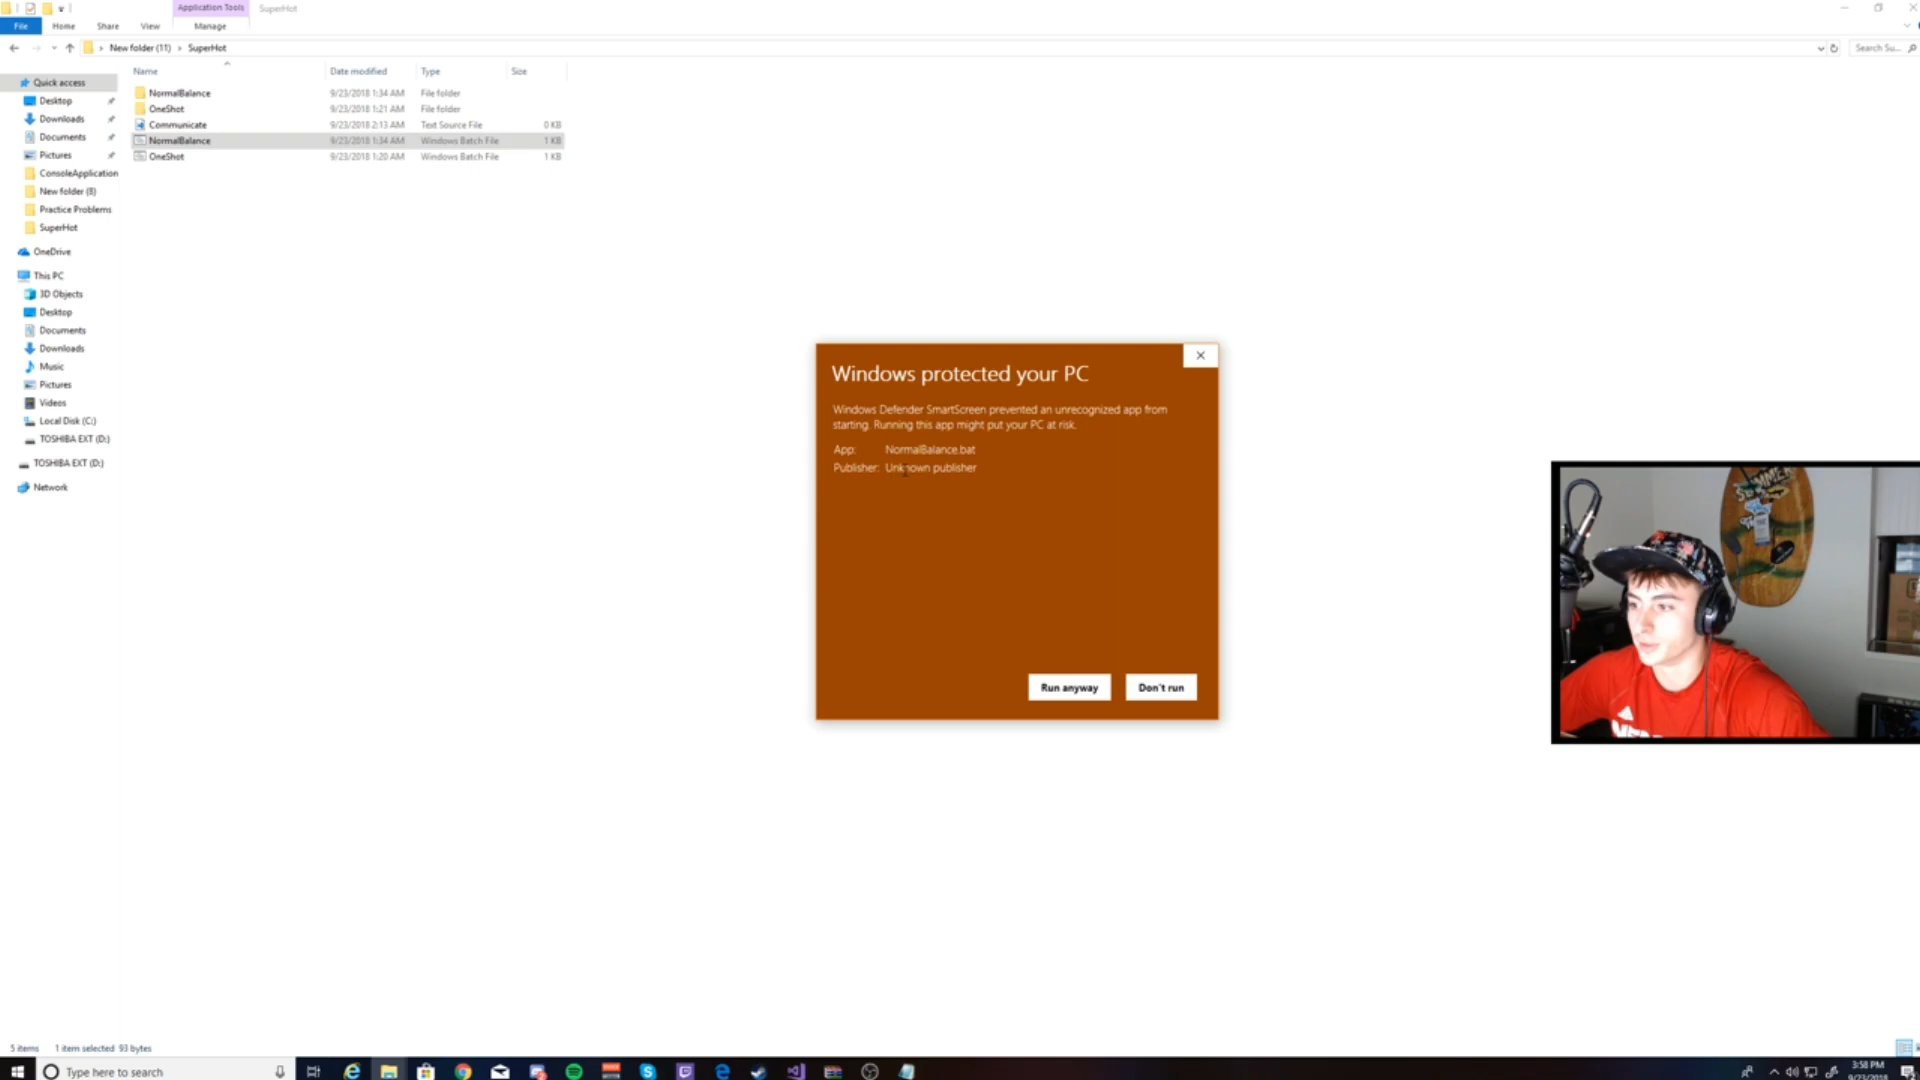 Application Tools
SuperHot
File
Home
Share
View
Manage
New folder (11)
SuperHot
Search Su...
Name
Date modified
Type
Size
NormalBalance
9/23/2018 1:34 AM
File folder
OneShot
9/23/2018 1:21 AM
File folder
Communicate
9/23/2018 2:13 AM
Text Source File
0 KB
NormalBalance
9/23/2018 1:34 AM
Windows Batch File
1 KB
OneShot
9/23/2018 1:20 AM
Windows Batch File
1 KB
Quick access
Desktop
Downloads
Documents
Pictures
ConsoleApplication
New folder (8)
Practice Problems
SuperHot
OneDrive
This PC
3D Objects
Desktop
Documents
Downloads
Music
Pictures
Videos
Local Disk (C:)
TOSHIBA EXT (D:)
TOSHIBA EXT (D:)
Network
Windows protected your PC
Windows Defender SmartScreen prevented an unrecognized app from
starting. Running this app might put your PC at risk.
App: NormalBalance.bat
Publisher: Unknown publisher
Run anyway
Don't run
5 items
1 item selected 93 bytes
Type here to search
3:58 PM
9/23/2018